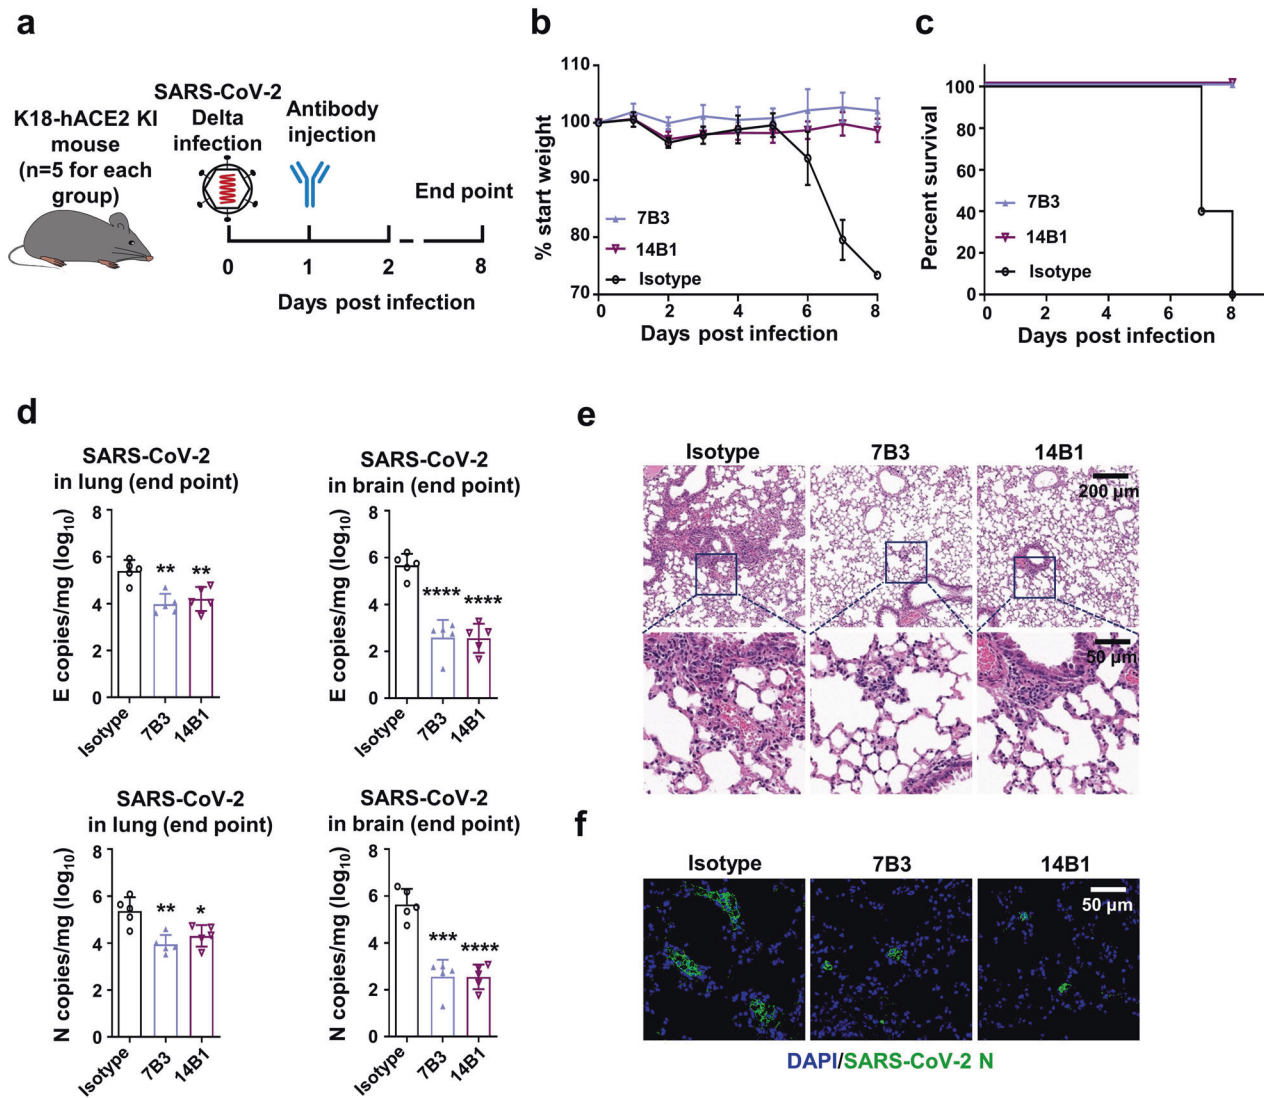 a
K18-hACE2 KI
mouse
(n=5 for each
group)
SARS-CoV-2
Delta
infection
Antibody
injection
End point
0
1
2
8
Days post infection
b
% start weight
110
100
90
80
70
7B3
14B1
Isotype
0
2
4
6
8
Days post infection
c
Percent survival
100
80
60
40
20
0
7B3
14B1
Isotype
0
2
4
6
8
Days post infection
d
SARS-CoV-2
in lung (end point)
E copies/mg (log10)
8
6
4
2
0
**
**
Isotype
7B3
14B1
SARS-CoV-2
in brain (end point)
E copies/mg (log10)
8
6
4
2
0
****
****
Isotype
7B3
14B1
SARS-CoV-2
in lung (end point)
N copies/mg (log10)
8
6
4
2
0
**
*
Isotype
7B3
14B1
SARS-CoV-2
in brain (end point)
N copies/mg (log10)
8
6
4
2
0
***
****
Isotype
7B3
14B1
e
Isotype
7B3
14B1
200 µm
50 µm
f
Isotype
7B3
14B1
50 µm
DAPI/SARS-CoV-2 N